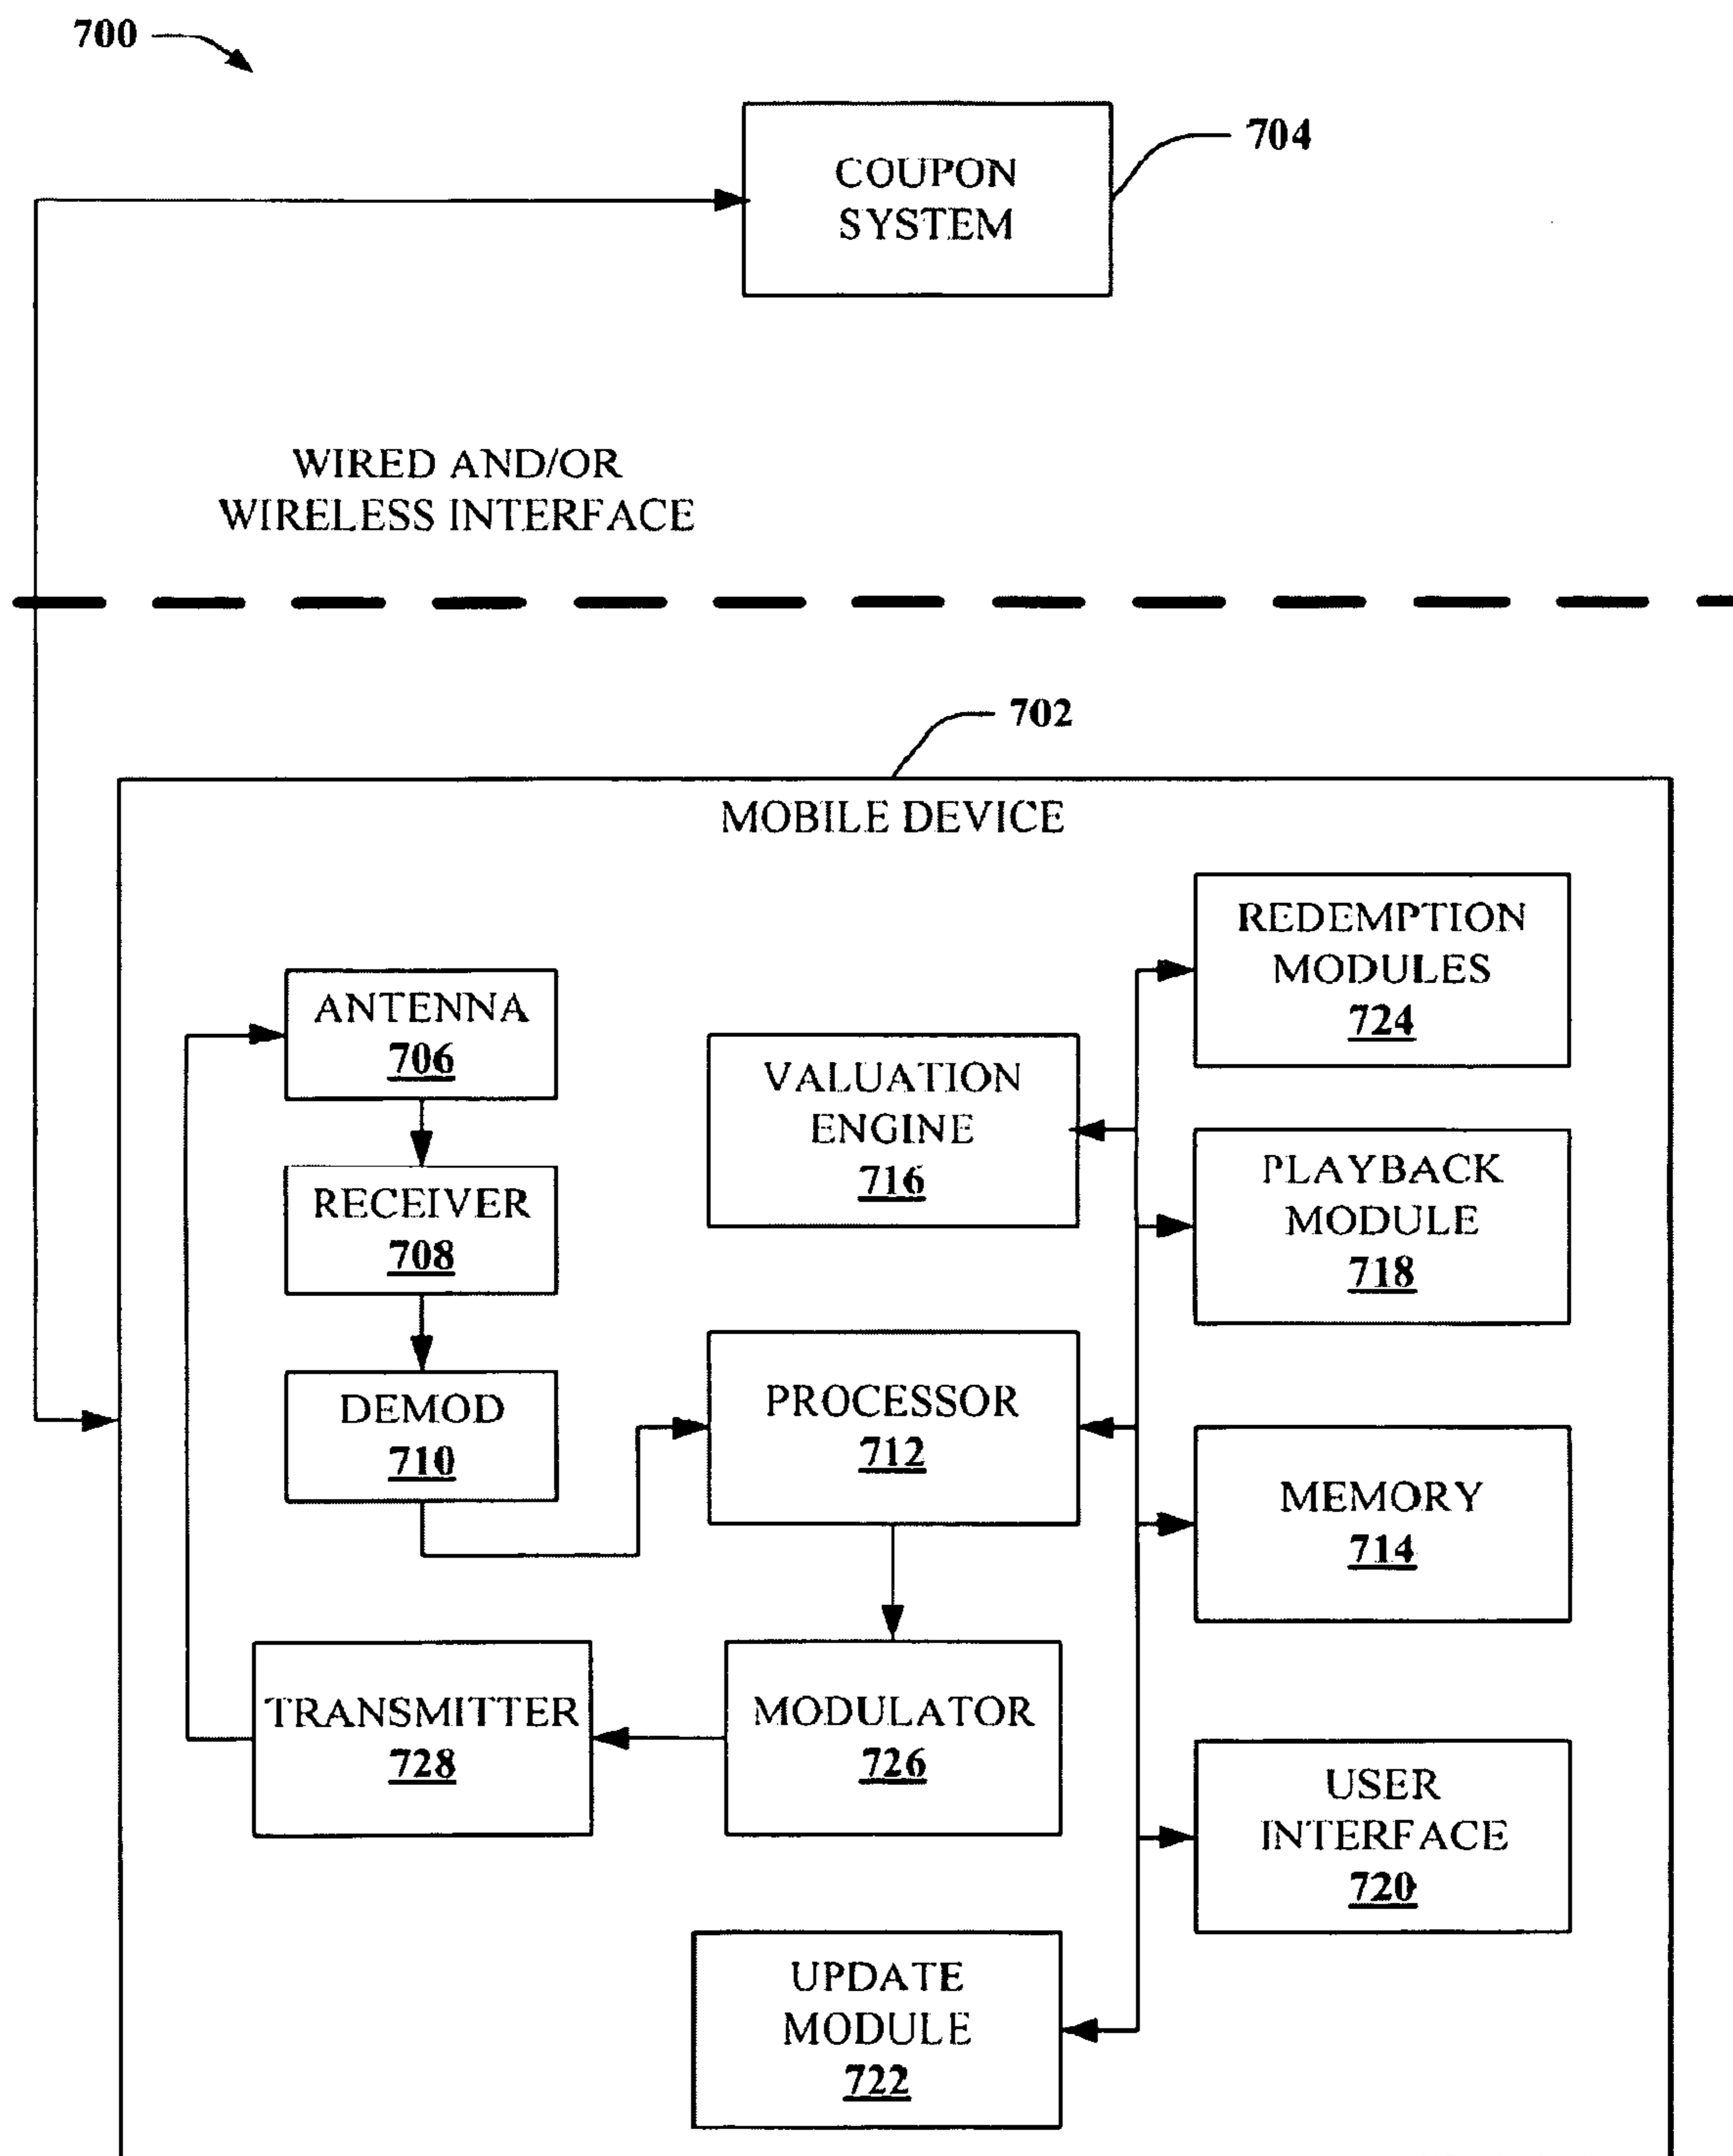 700
COUPON
SYSTEM
704
WIRED AND/OR
WIRELESS INTERFACE
702
MOBILE DEVICE
REDEMPTION
MODULES
724
ANTENNA
706
VALUATION
ENGINE
716
PLAYBACK
MODULE
718
RECEIVER
708
DEMOD
710
PROCESSOR
712
MEMORY
714
TRANSMITTER
728
MODULATOR
726
USER
INTERFACE
720
UPDATE
MODULE
722